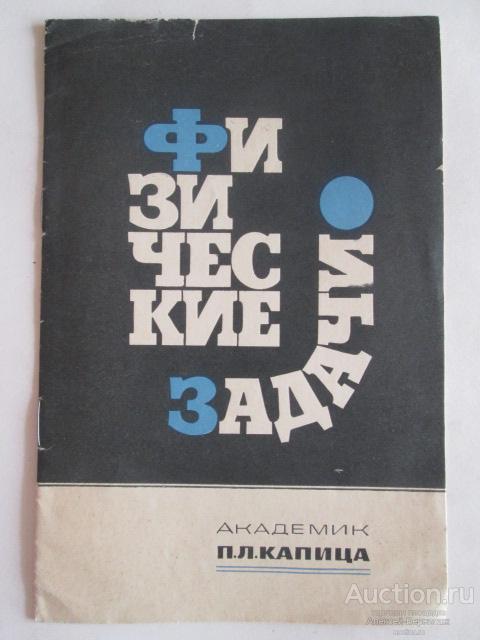 ФИ
ЗИ
ЧЕС
КИЕ
ЗАДАЧИ
АКАДЕМИК
П.Л.КАПИЦА
Auction.ru